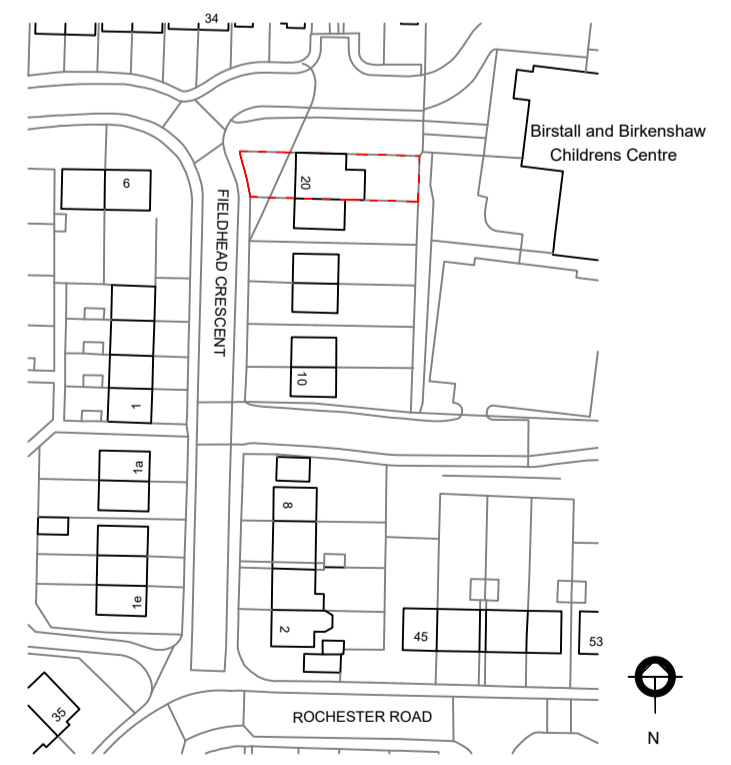 34
Birstall and Birkenshaw
Childrens Centre
6
20
FIELDHEAD CRESCENT
10
1
1a
8
1e
2
45
53
35
ROCHESTER ROAD
N